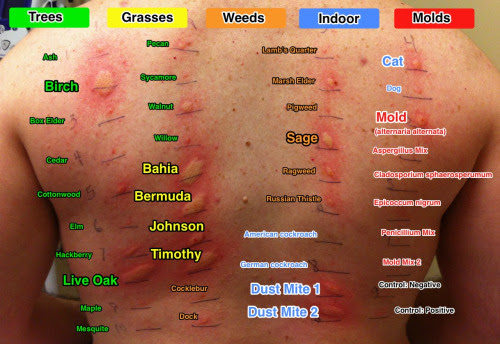 Trees
Grasses
Weeds
Indoor
Molds
Ash
Birch
Box Elder
Cedar
Cottonwood
Elm
Hackberry
Live Oak
Maple
Mesquite
Pecan
Sycamore
Walnut
Willow
Bahia
Bermuda
Johnson
Timothy
Cocklebur
Dock
Lamb's Quarter
Marsh Elder
Pigweed
Sage
Ragweed
Russian Thistle
American cockroach
German cockroach
Dust Mite 1
Dust Mite 2
Cat
Dog
Mold
(alternaria alternata)
Aspergillus Mix
Cladosporium sphaerospermum
Epicoccum nigrum
Penicillium Mix
Mold Mix 2
Control: Negative
Control: Positive